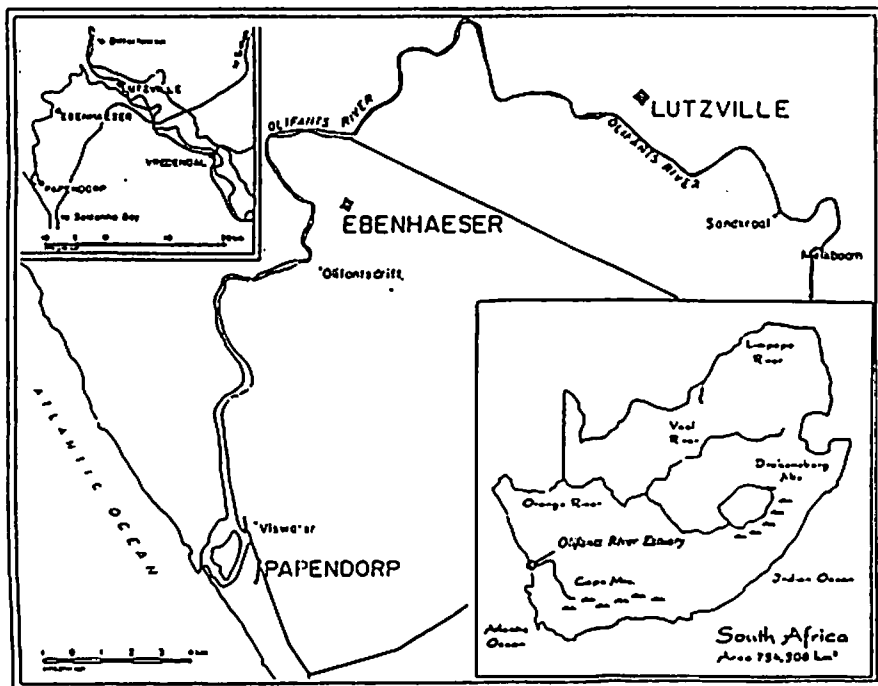 LUTZVILLE
EBENHAESER
VREDENDAL
PAPENDORP
OLIFANTS RIVER
LUTZVILLE
OLIFANTS RIVER
EBENHAESER
Sandkraal
Olifantsdrift
ATLANTIC OCEAN
Viswater
PAPENDORP
Limpopo
River
Vaal
River
Drakensberg
Mts
Orange River
Olifants River Estuary
Cape Mts
Indian Ocean
Atlantic
Ocean
South Africa